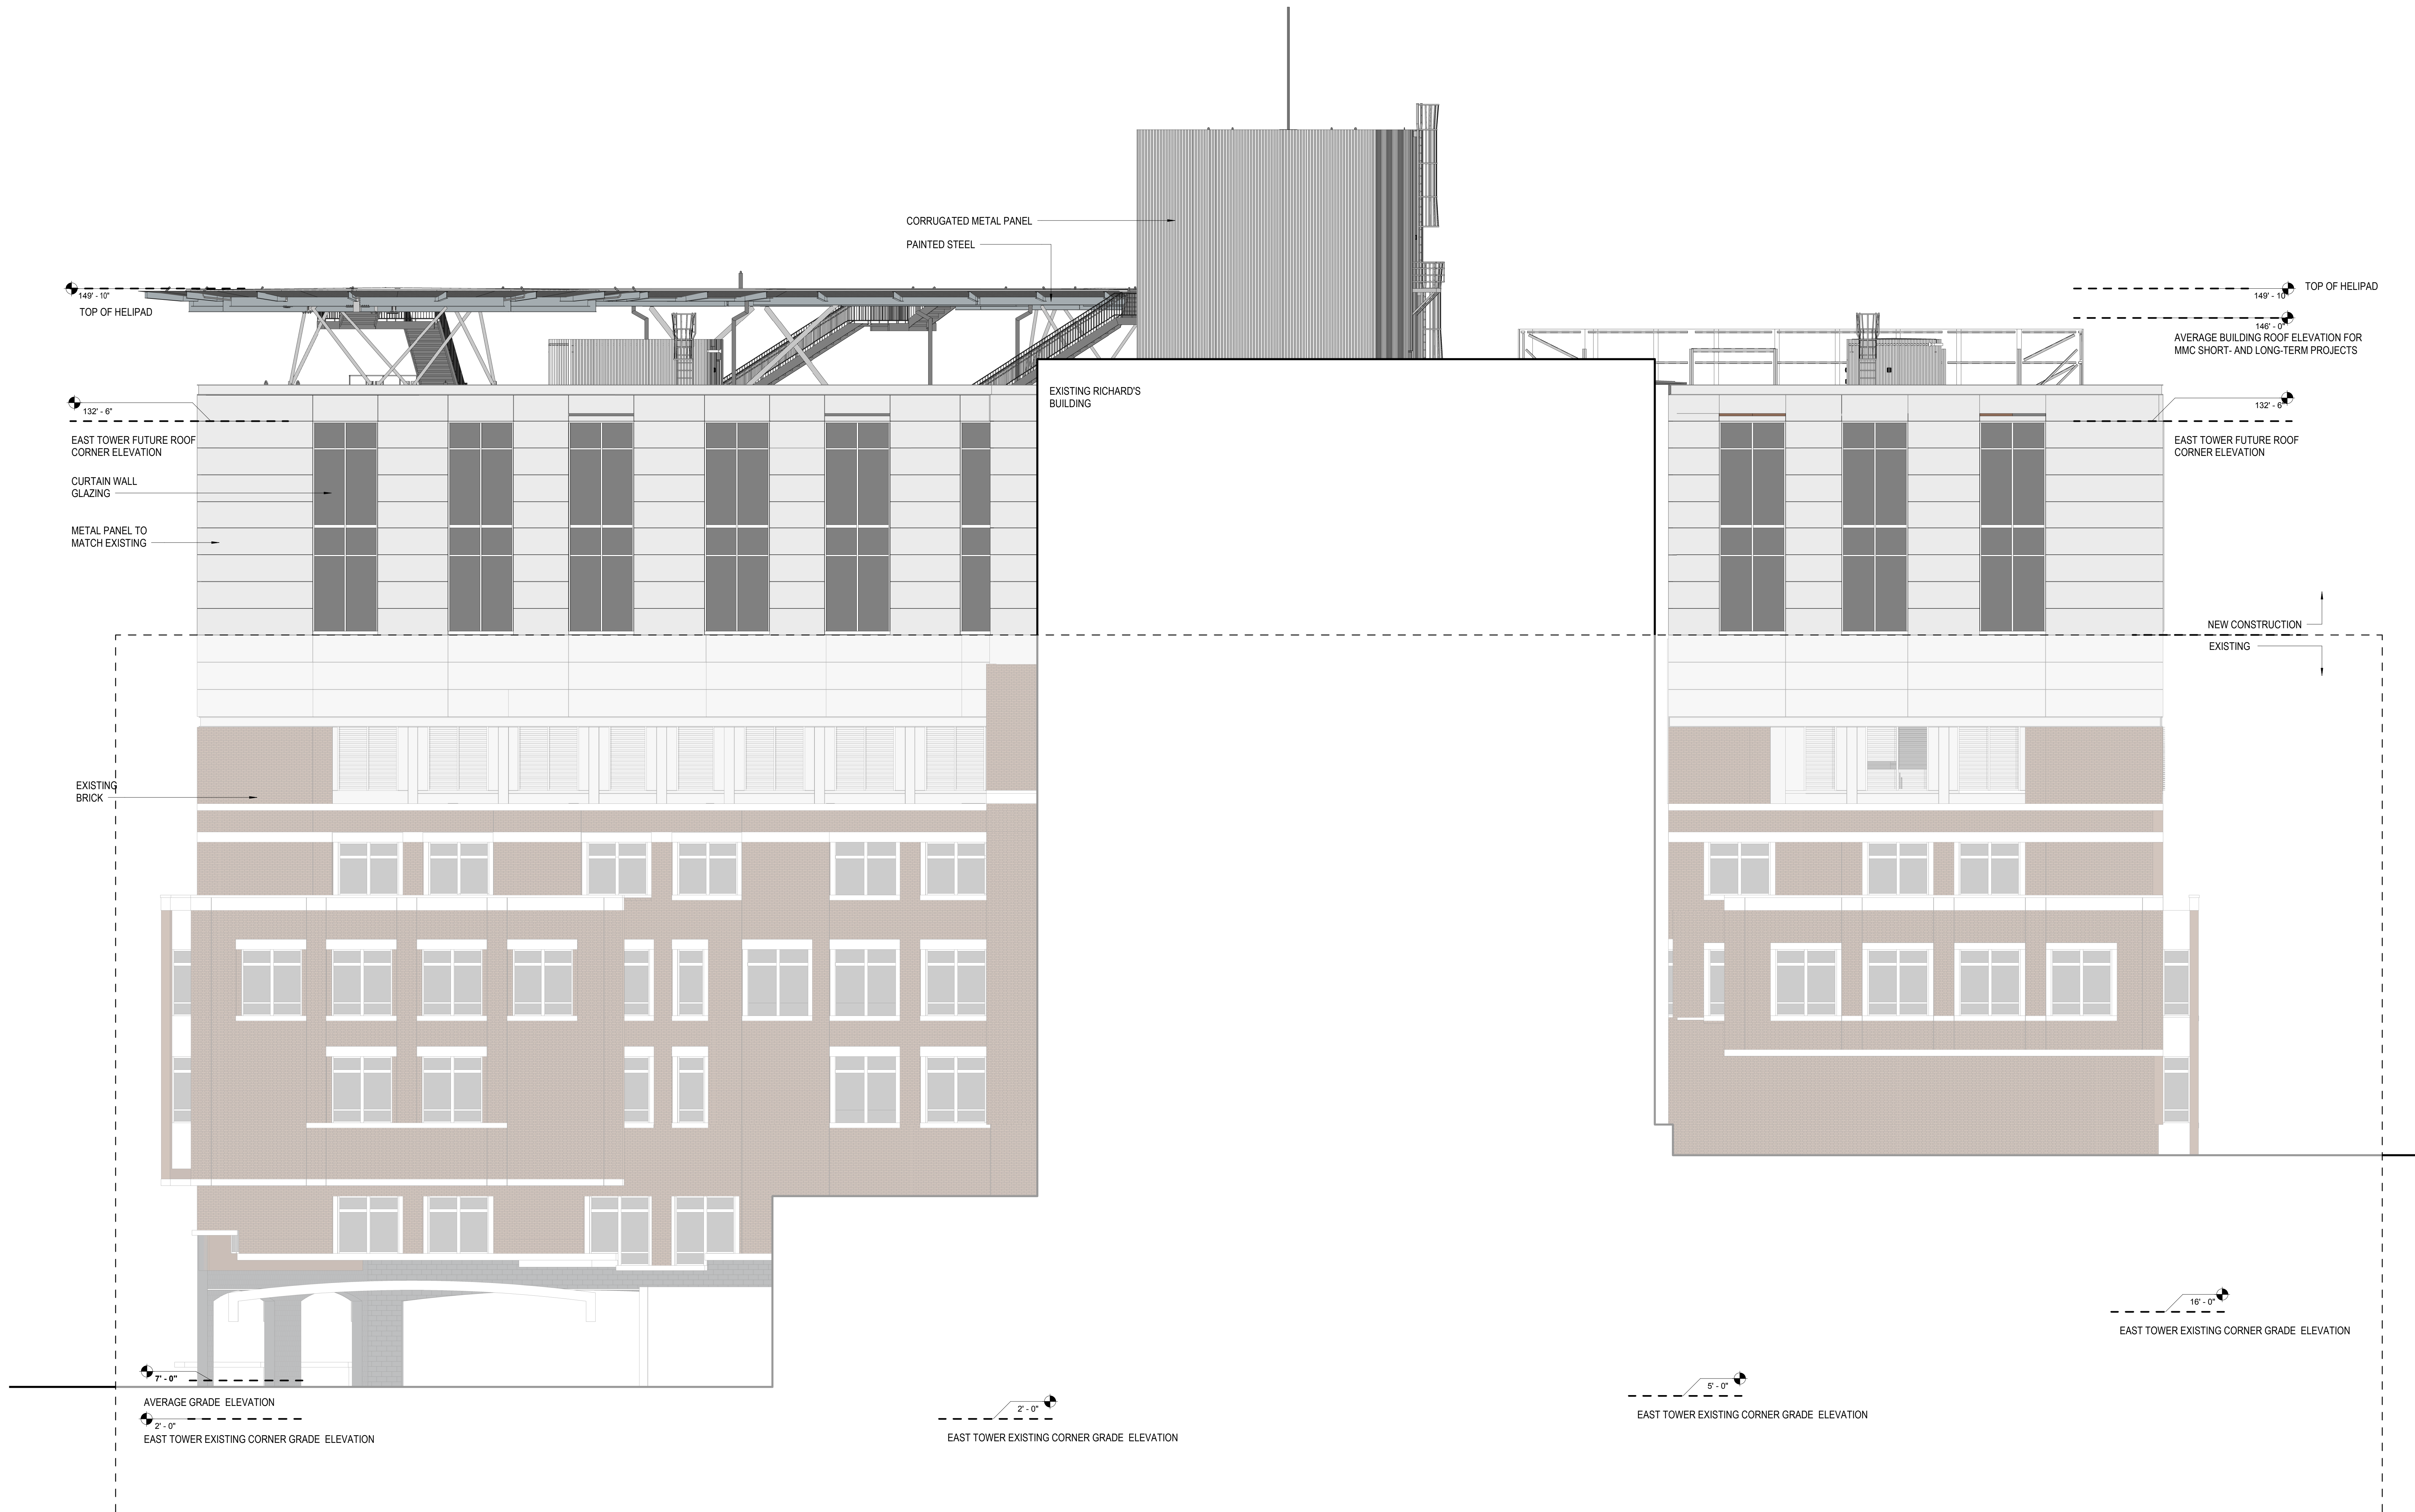 CORRUGATED METAL PANEL
PAINTED STEEL
149' - 10"
TOP OF HELIPAD
149' - 10"
TOP OF HELIPAD
146' - 0"
AVERAGE BUILDING ROOF ELEVATION FOR
MMC SHORT- AND LONG-TERM PROJECTS
EXISTING RICHARD'S
BUILDING
132' - 6"
EAST TOWER FUTURE ROOF
CORNER ELEVATION
132' - 6"
EAST TOWER FUTURE ROOF
CORNER ELEVATION
CURTAIN WALL
GLAZING
METAL PANEL TO
MATCH EXISTING
NEW CONSTRUCTION
EXISTING
EXISTING
BRICK
16' - 0"
EAST TOWER EXISTING CORNER GRADE ELEVATION
7' - 0"
AVERAGE GRADE ELEVATION
2' - 0"
EAST TOWER EXISTING CORNER GRADE ELEVATION
2' - 0"
EAST TOWER EXISTING CORNER GRADE ELEVATION
5' - 0"
EAST TOWER EXISTING CORNER GRADE ELEVATION